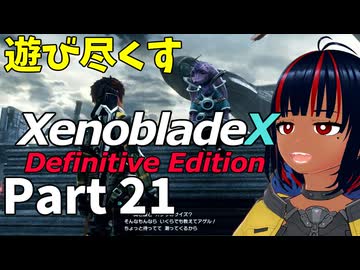 遊び尽くす
XenobladeX
Definitive Edition
Part 21
そんなもんなら いくらでも教えてアゲル!
ちょっと待ってて 測ってくるから